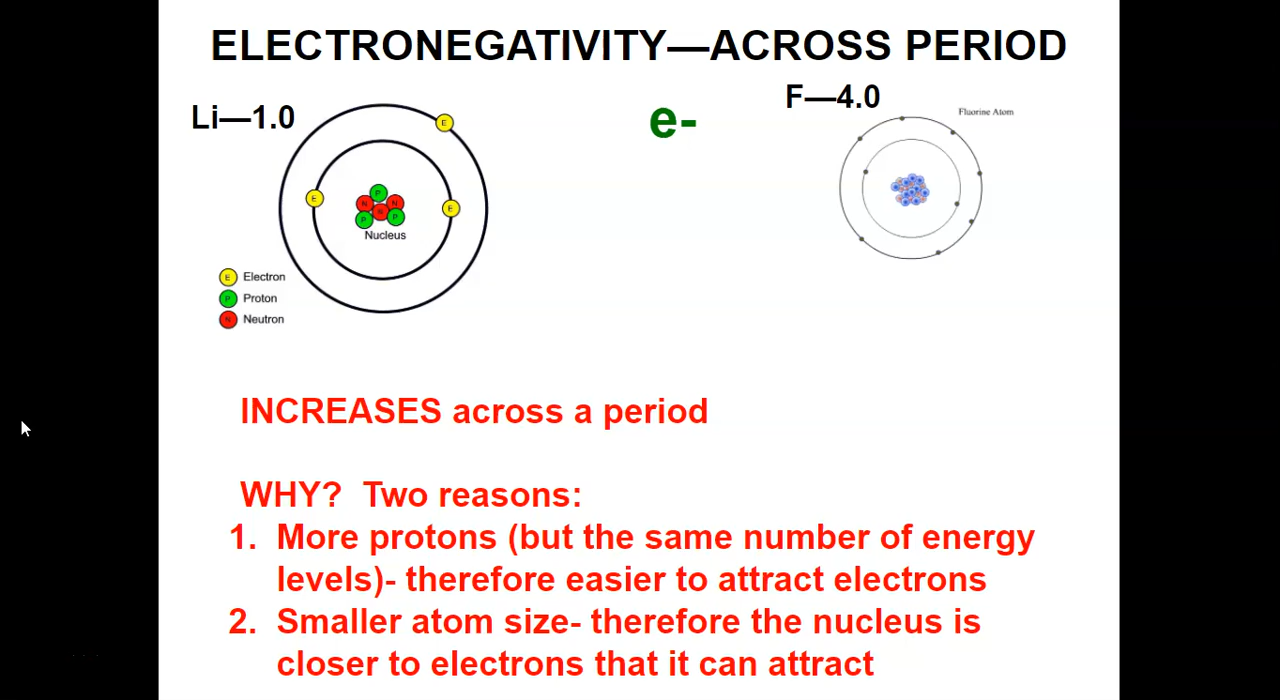 ELECTRONEGATIVITY—ACROSS PERIOD
Li—1.0
e-
F—4.0
Fluorine Atom
E
E
E
P
N
N
N
P
P
Nucleus
E Electron
P Proton
N Neutron
INCREASES across a period
WHY? Two reasons:
1. More protons (but the same number of energy
levels)- therefore easier to attract electrons
2. Smaller atom size- therefore the nucleus is
closer to electrons that it can attract